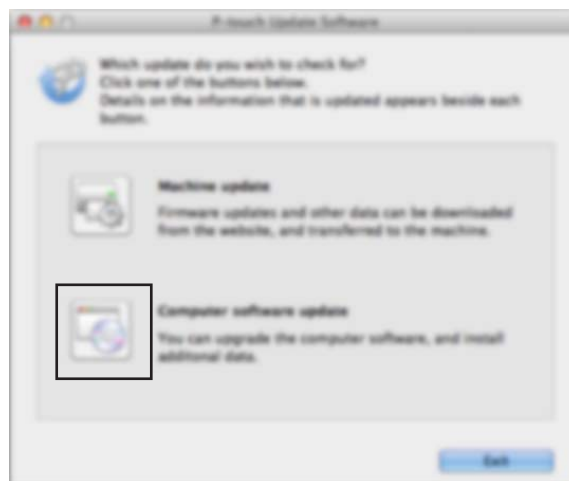 P-touch Update Software
Which update do you wish to check for?
Click one of the buttons below.
Details on the information that is updated appears beside each
button.
Machine update
Firmware updates and other data can be downloaded
from the website, and transferred to the machine.
Computer software update
You can upgrade the computer software, and install
additional data.
Exit